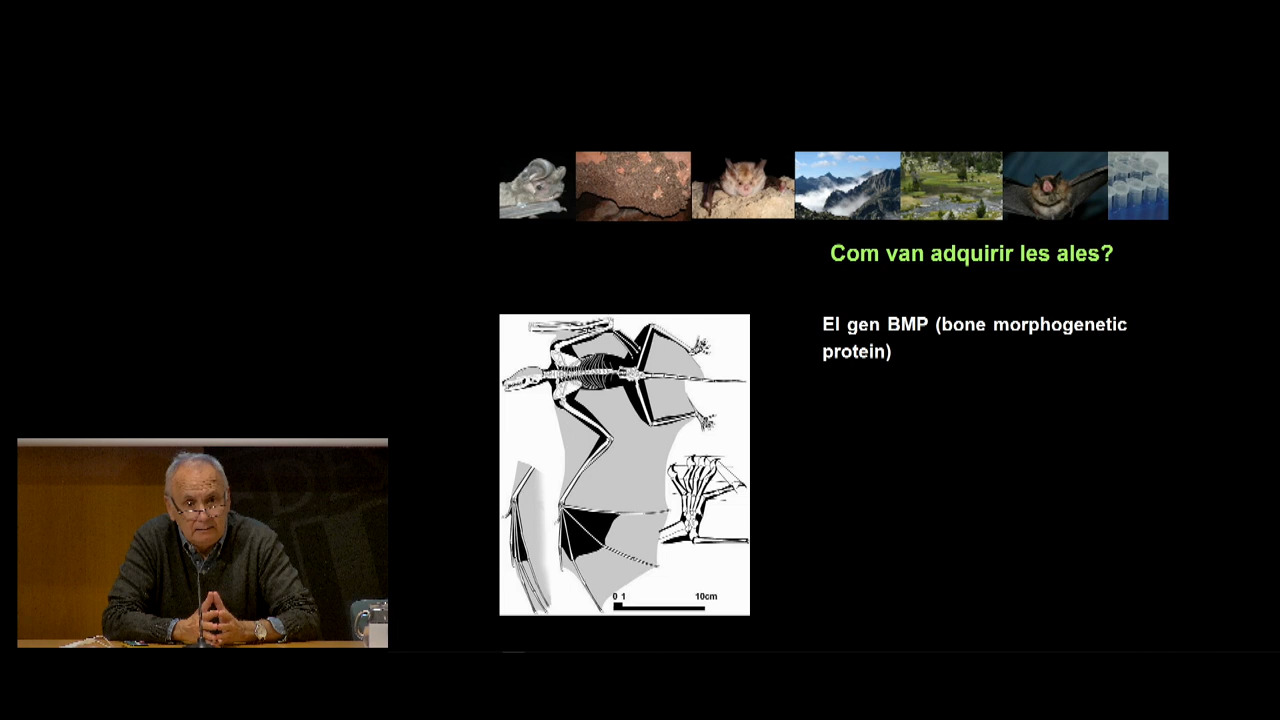 Com van adquirir les ales?
El gen BMP (bone morphogenetic
protein)
0 1 10cm